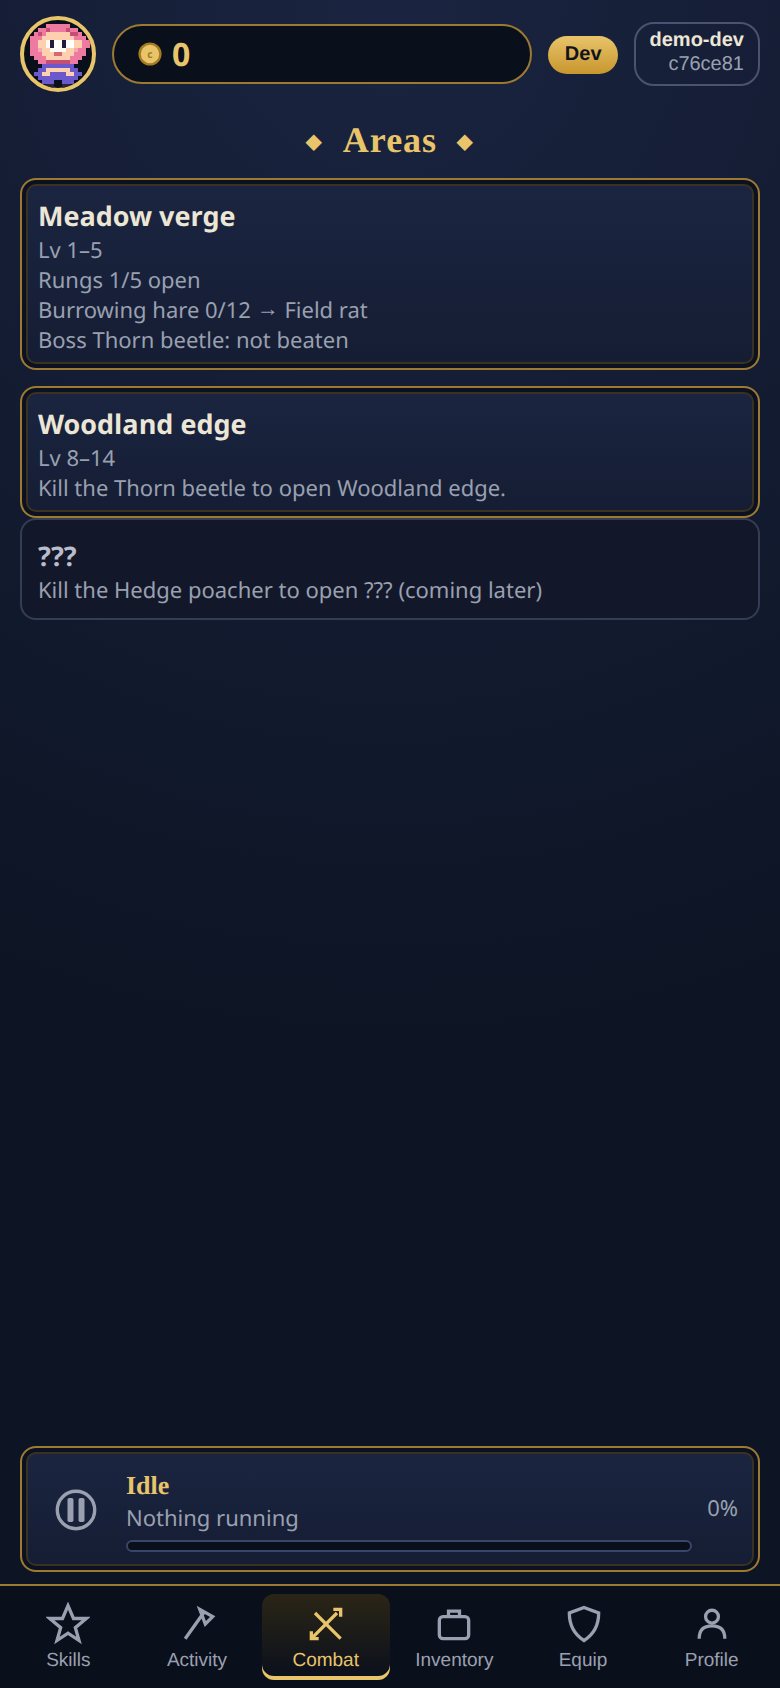 c 0
Dev
demo-dev
c76ce81
◆ Areas ◆
Meadow verge
Lv 1–5
Rungs 1/5 open
Burrowing hare 0/12 → Field rat
Boss Thorn beetle: not beaten
Woodland edge
Lv 8–14
Kill the Thorn beetle to open Woodland edge.
???
Kill the Hedge poacher to open ??? (coming later)
Idle
Nothing running
0%
Skills
Activity
Combat
Inventory
Equip
Profile